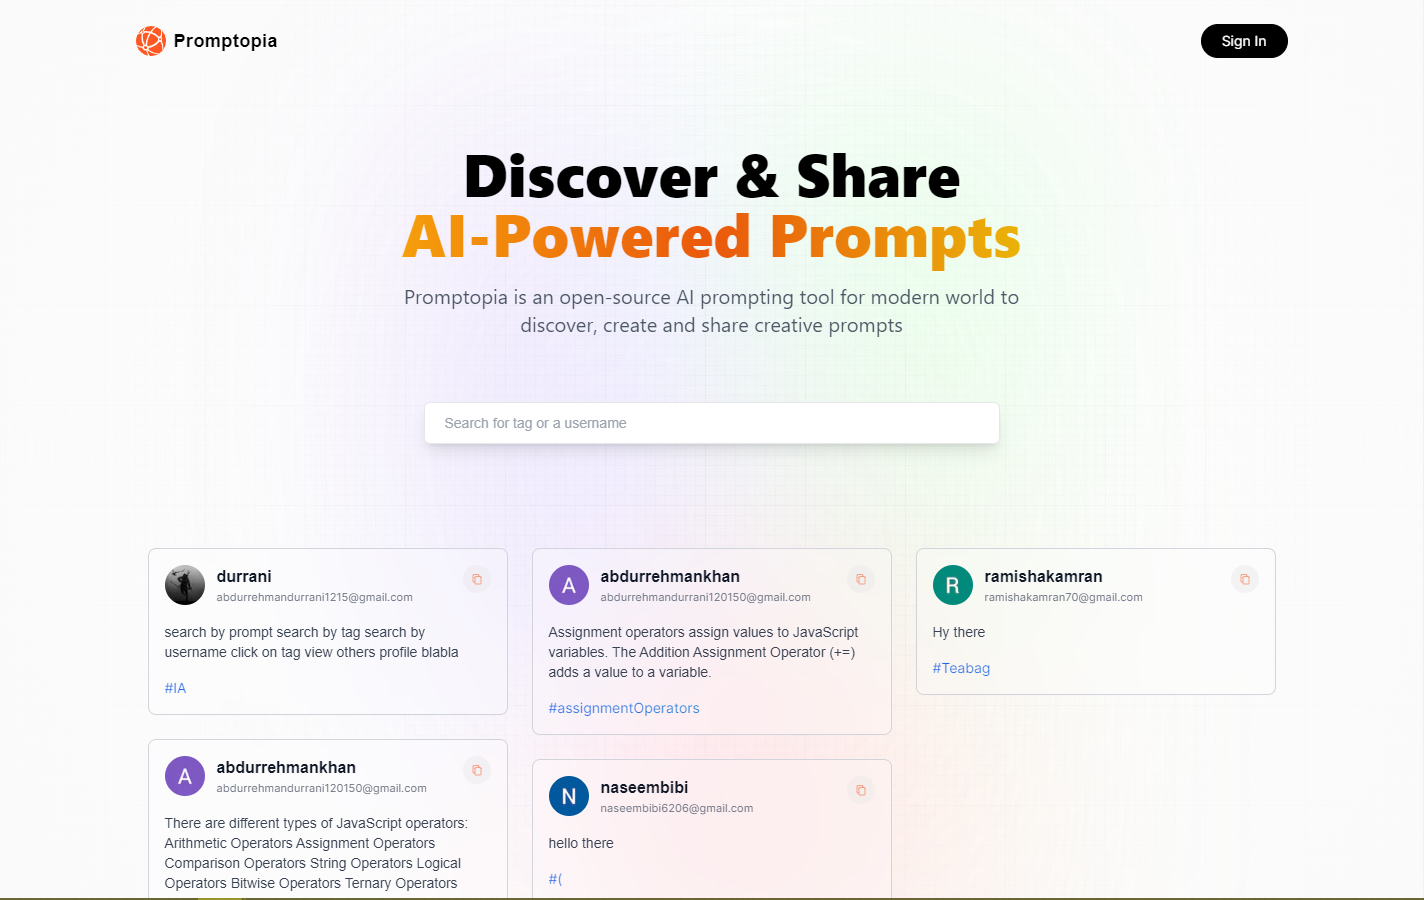 Promptopia
Sign In
Discover & Share
AI-Powered Prompts
Promptopia is an open-source AI prompting tool for modern world to
discover, create and share creative prompts
Search for tag or a username
durrani
abdurrehmandurrani1215@gmail.com
search by prompt search by tag search by
username click on tag view others profile blabla
#IA
A
abdurrehmankhan
abdurrehmandurrani120150@gmail.com
There are different types of JavaScript operators:
Arithmetic Operators Assignment Operators
Comparison Operators String Operators Logical
Operators Bitwise Operators Ternary Operators
A
abdurrehmankhan
abdurrehmandurrani120150@gmail.com
Assignment operators assign values to JavaScript
variables. The Addition Assignment Operator (+=)
adds a value to a variable.
#assignmentOperators
N
naseembibi
naseembibi6206@gmail.com
hello there
#(
R
ramishakamran
ramishakamran70@gmail.com
Hy there
#Teabag